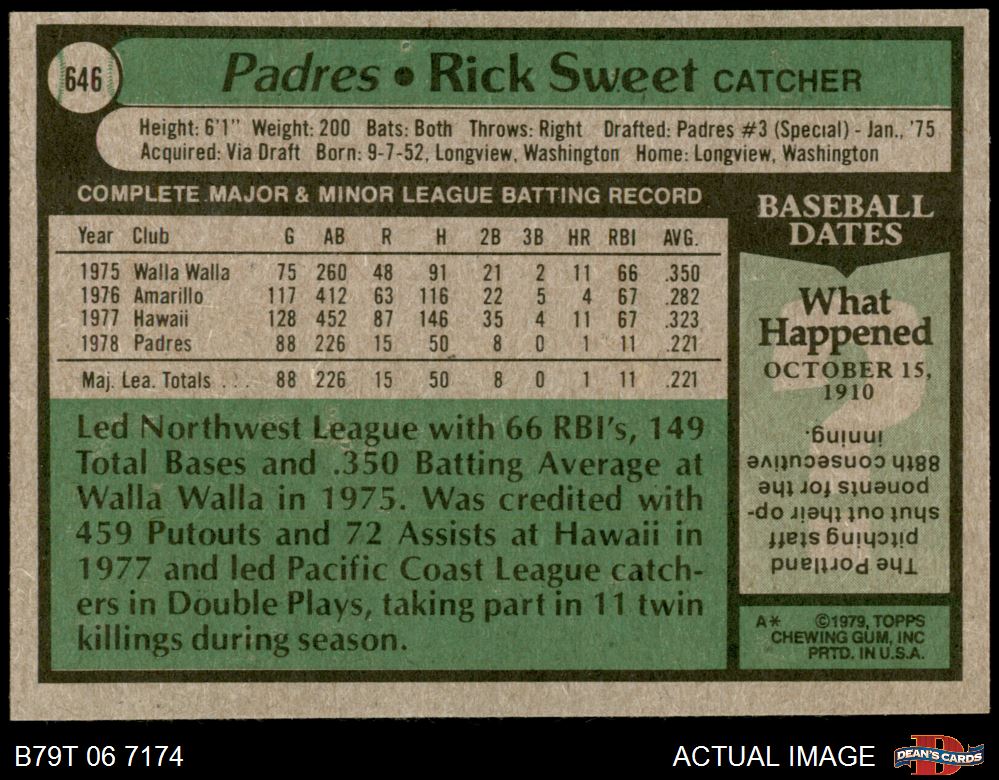 646
Padres • Rick Sweet CATCHER
Height: 6'1" Weight: 200 Bats: Both Throws: Right Drafted: Padres #3 (Special) - Jan., '75
Acquired: Via Draft Born: 9-7-52, Longview, Washington Home: Longview, Washington
COMPLETE MAJOR & MINOR LEAGUE BATTING RECORD
Year Club G AB R H 2B 3B HR RBI AVG.
1975 Walla Walla 75 260 48 91 21 2 11 66 .350
1976 Amarillo 117 412 63 116 22 5 4 67 .282
1977 Hawaii 128 452 87 146 35 4 11 67 .323
1978 Padres 88 226 15 50 8 0 1 11 .221
Maj. Lea. Totals . . . 88 226 15 50 8 0 1 11 .221
Led Northwest League with 66 RBI's, 149
Total Bases and .350 Batting Average at
Walla Walla in 1975. Was credited with
459 Putouts and 72 Assists at Hawaii in
1977 and led Pacific Coast League catch-
ers in Double Plays, taking part in 11 twin
killings during season.
BASEBALL
DATES
What
Happened
OCTOBER 15,
1910
The Portland
pitching staff
shut out their op-
ponents for the
88th consecutive
inning.
A* ©1979, TOPPS
CHEWING GUM, INC
PRTD. IN U.S.A.
B79T 06 7174
ACTUAL IMAGE
DEAN'S CARDS